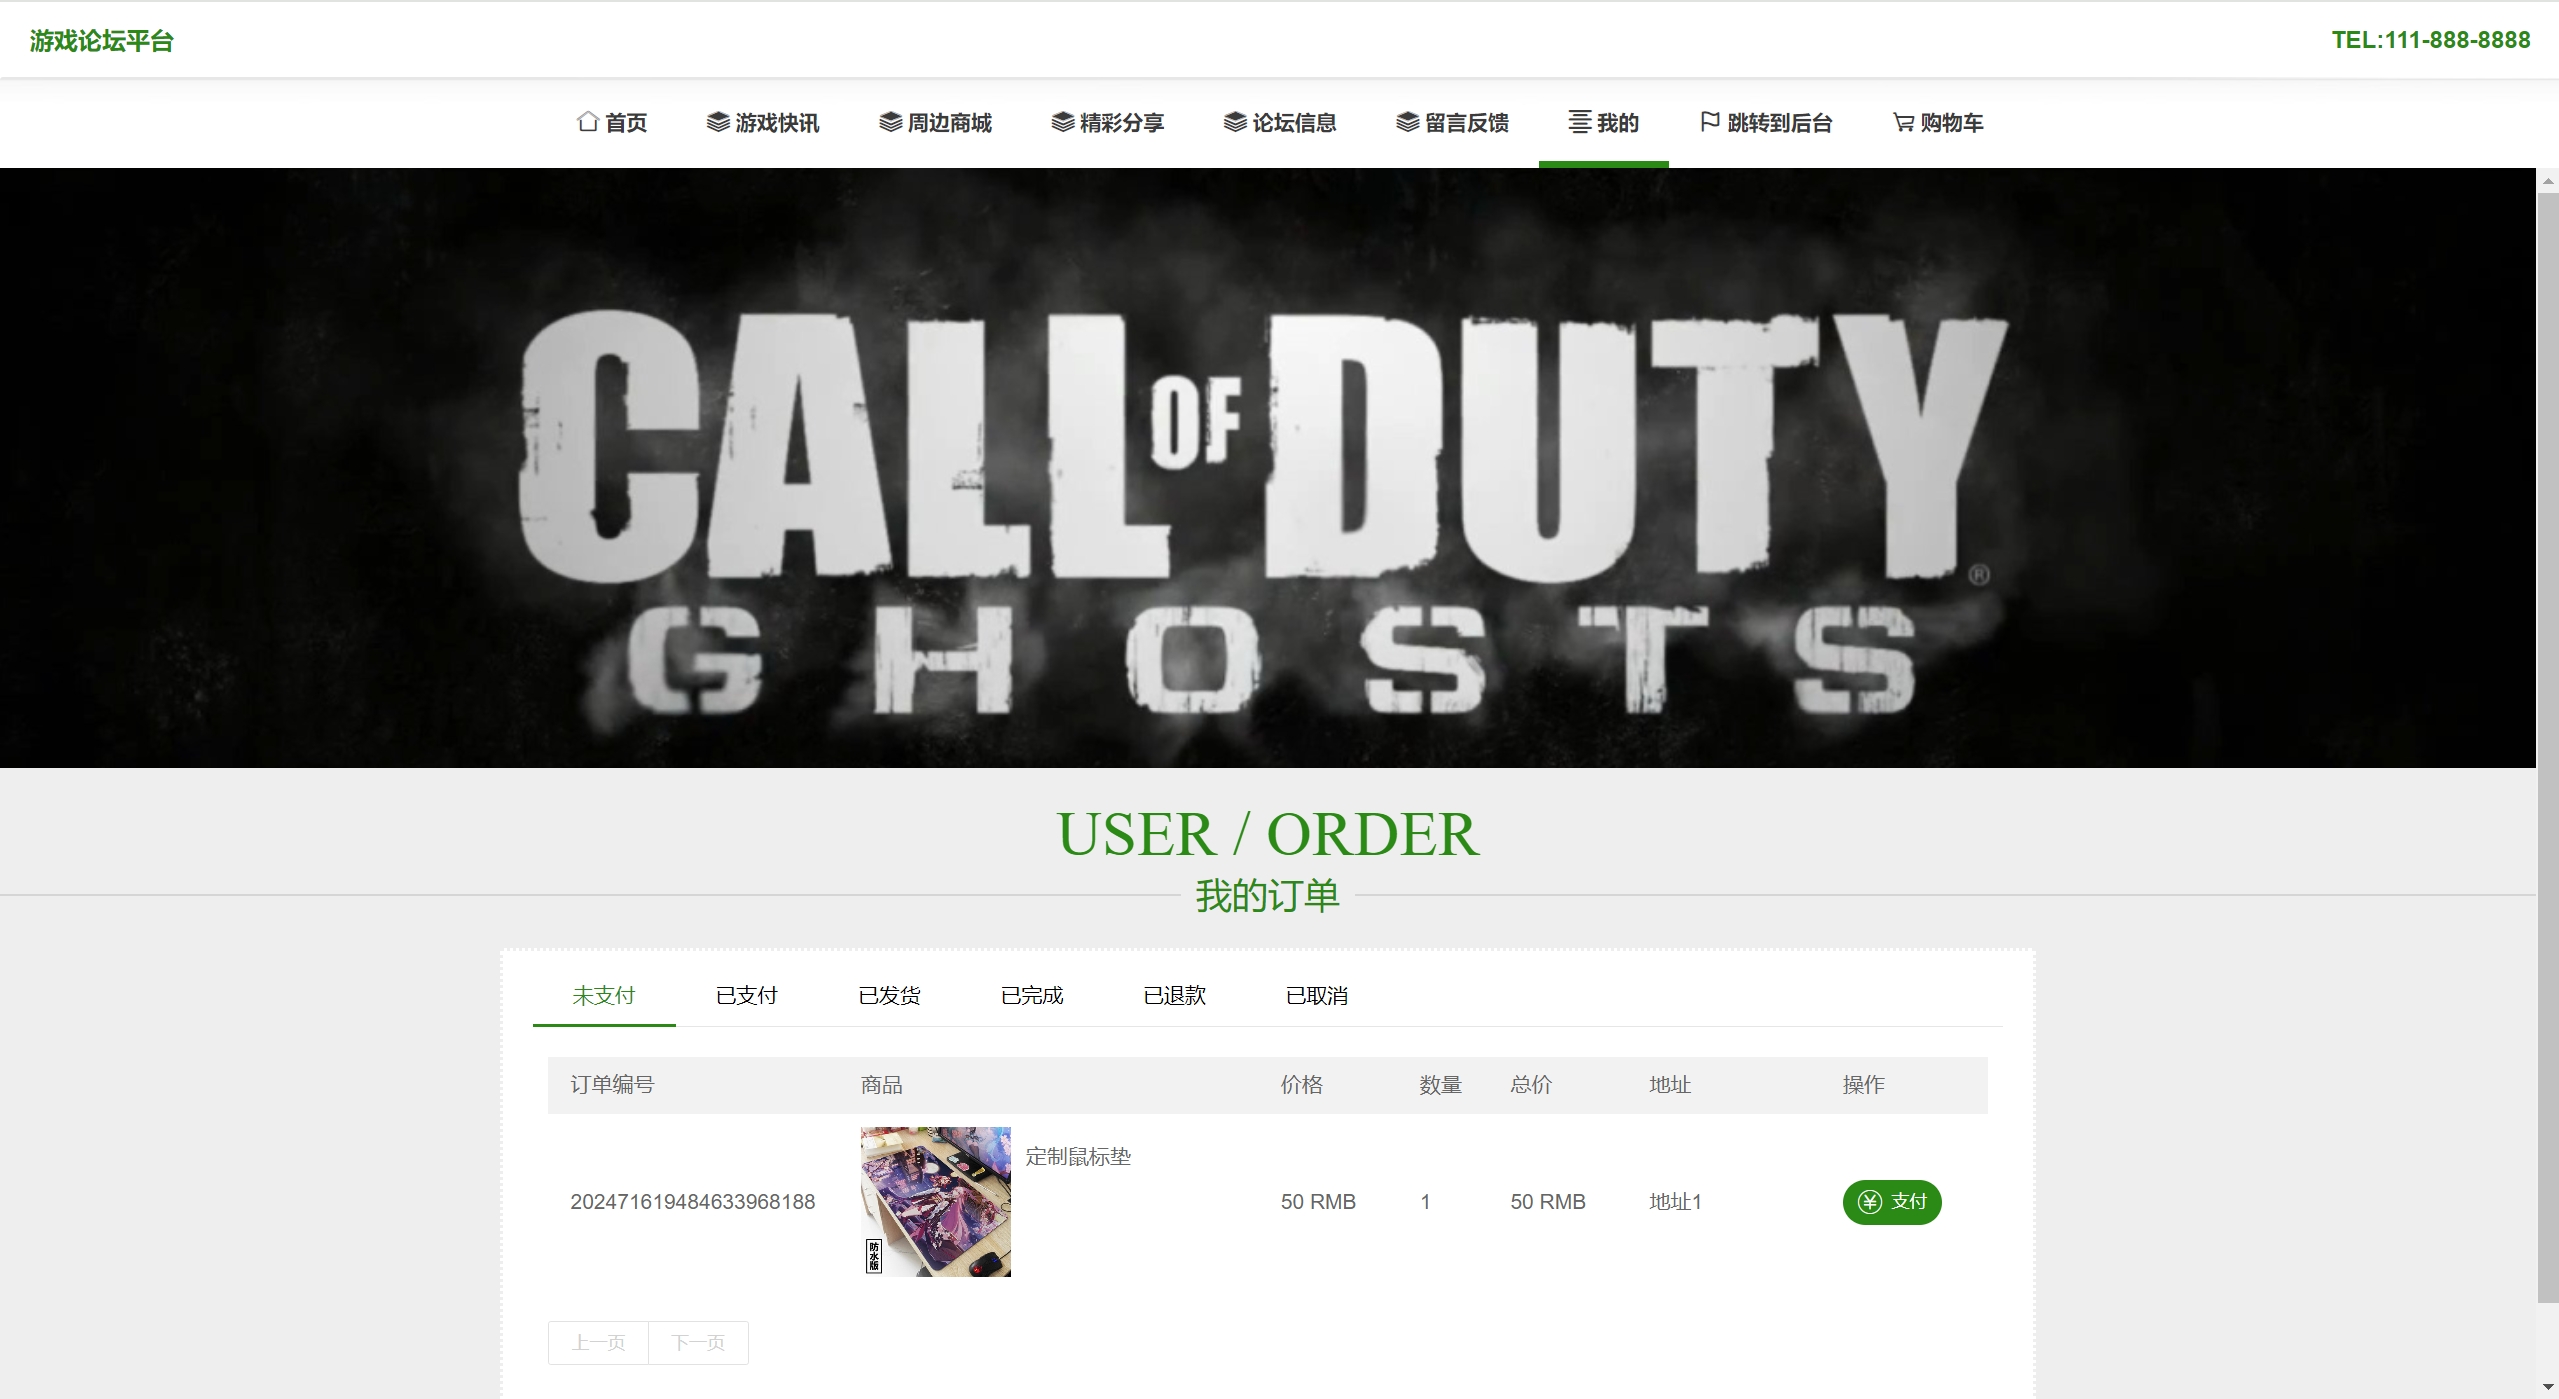 游戏论坛平台
TEL:111-888-8888
首页 游戏快讯 周边商城 精彩分享 论坛信息 留言反馈 我的 跳转到后台 购物车
CALL OF DUTY®
GHOSTS
USER / ORDER
我的订单
未支付 已支付 已发货 已完成 已退款 已取消
订单编号 商品 价格 数量 总价 地址 操作
202471619484633968188 定制鼠标垫 50 RMB 1 50 RMB 地址1 支付
防水版
上一页 下一页